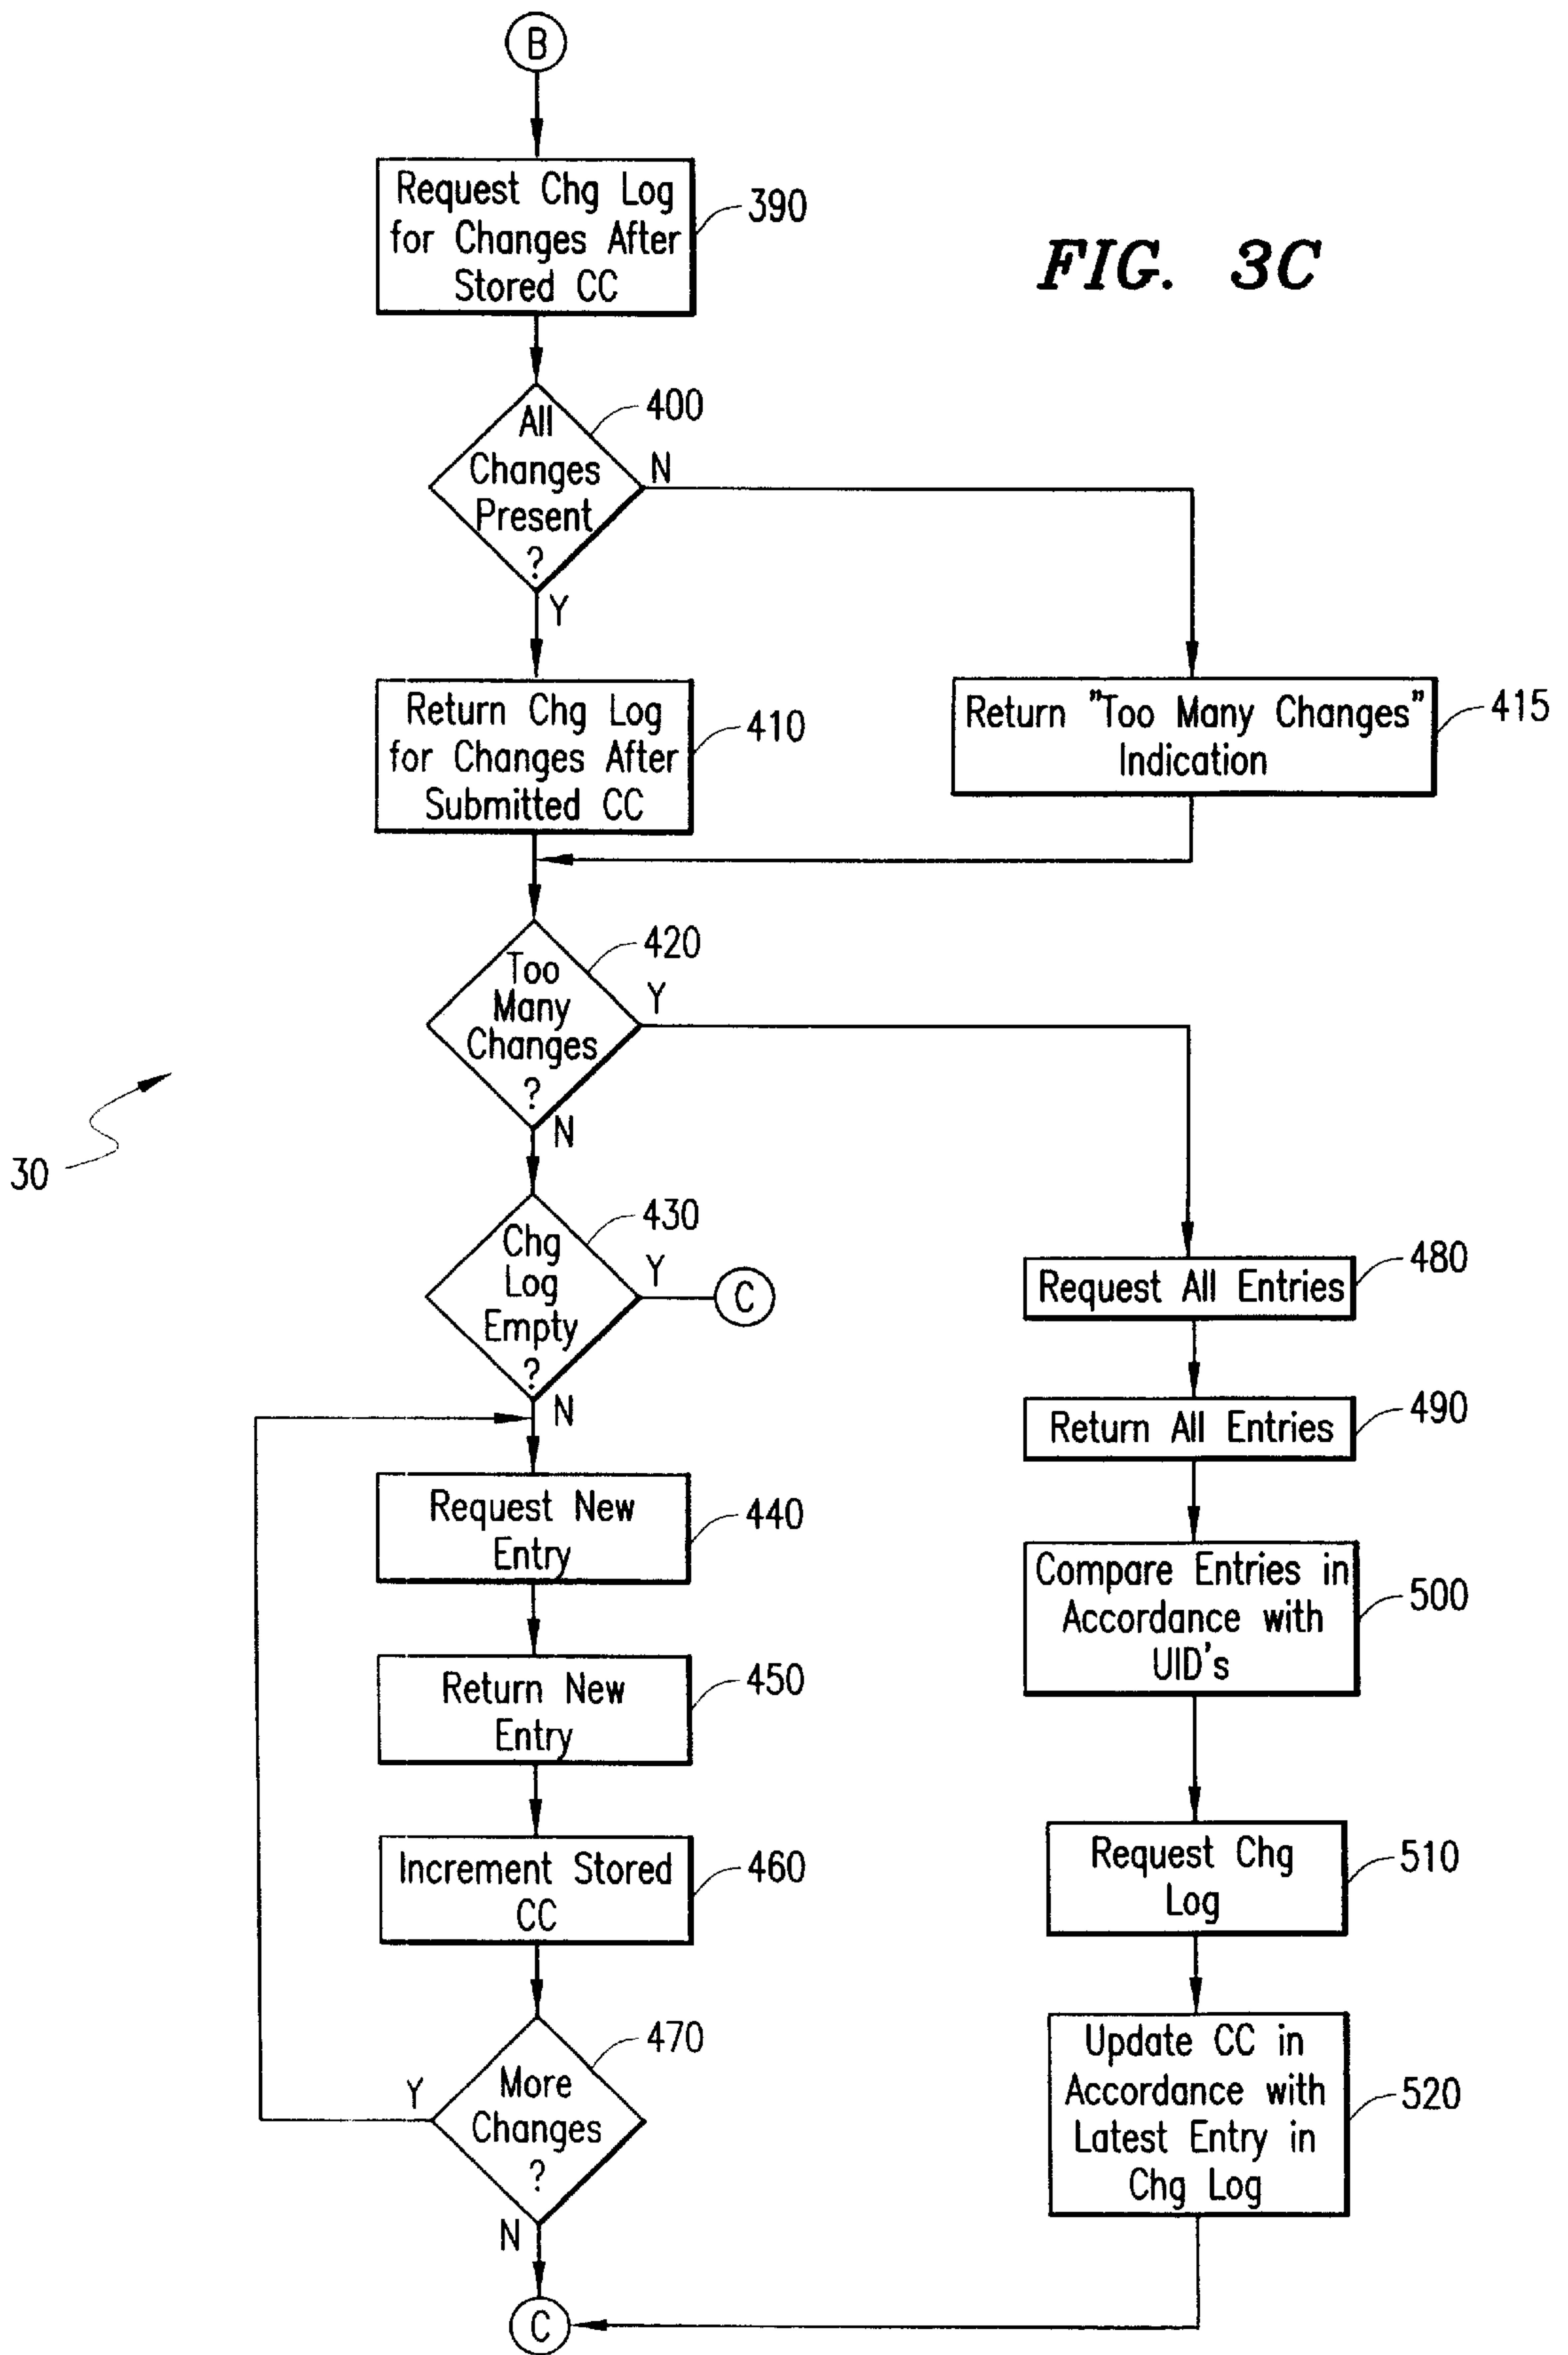 B
Request Chg Log
for Changes After
Stored CC
390
FIG. 3C
All
Changes
Present
?
400
N
Y
Return Chg Log
for Changes After
Submitted CC
410
Return "Too Many Changes"
Indication
415
Too
Many
Changes
?
420
Y
N
30
Chg
Log
Empty
?
430
Y
C
N
Request All Entries
480
Return All Entries
490
Request New
Entry
440
Compare Entries in
Accordance with
UID's
500
Return New
Entry
450
Increment Stored
CC
460
Request Chg
Log
510
More
Changes
?
470
Y
N
Update CC in
Accordance with
Latest Entry in
Chg Log
520
C